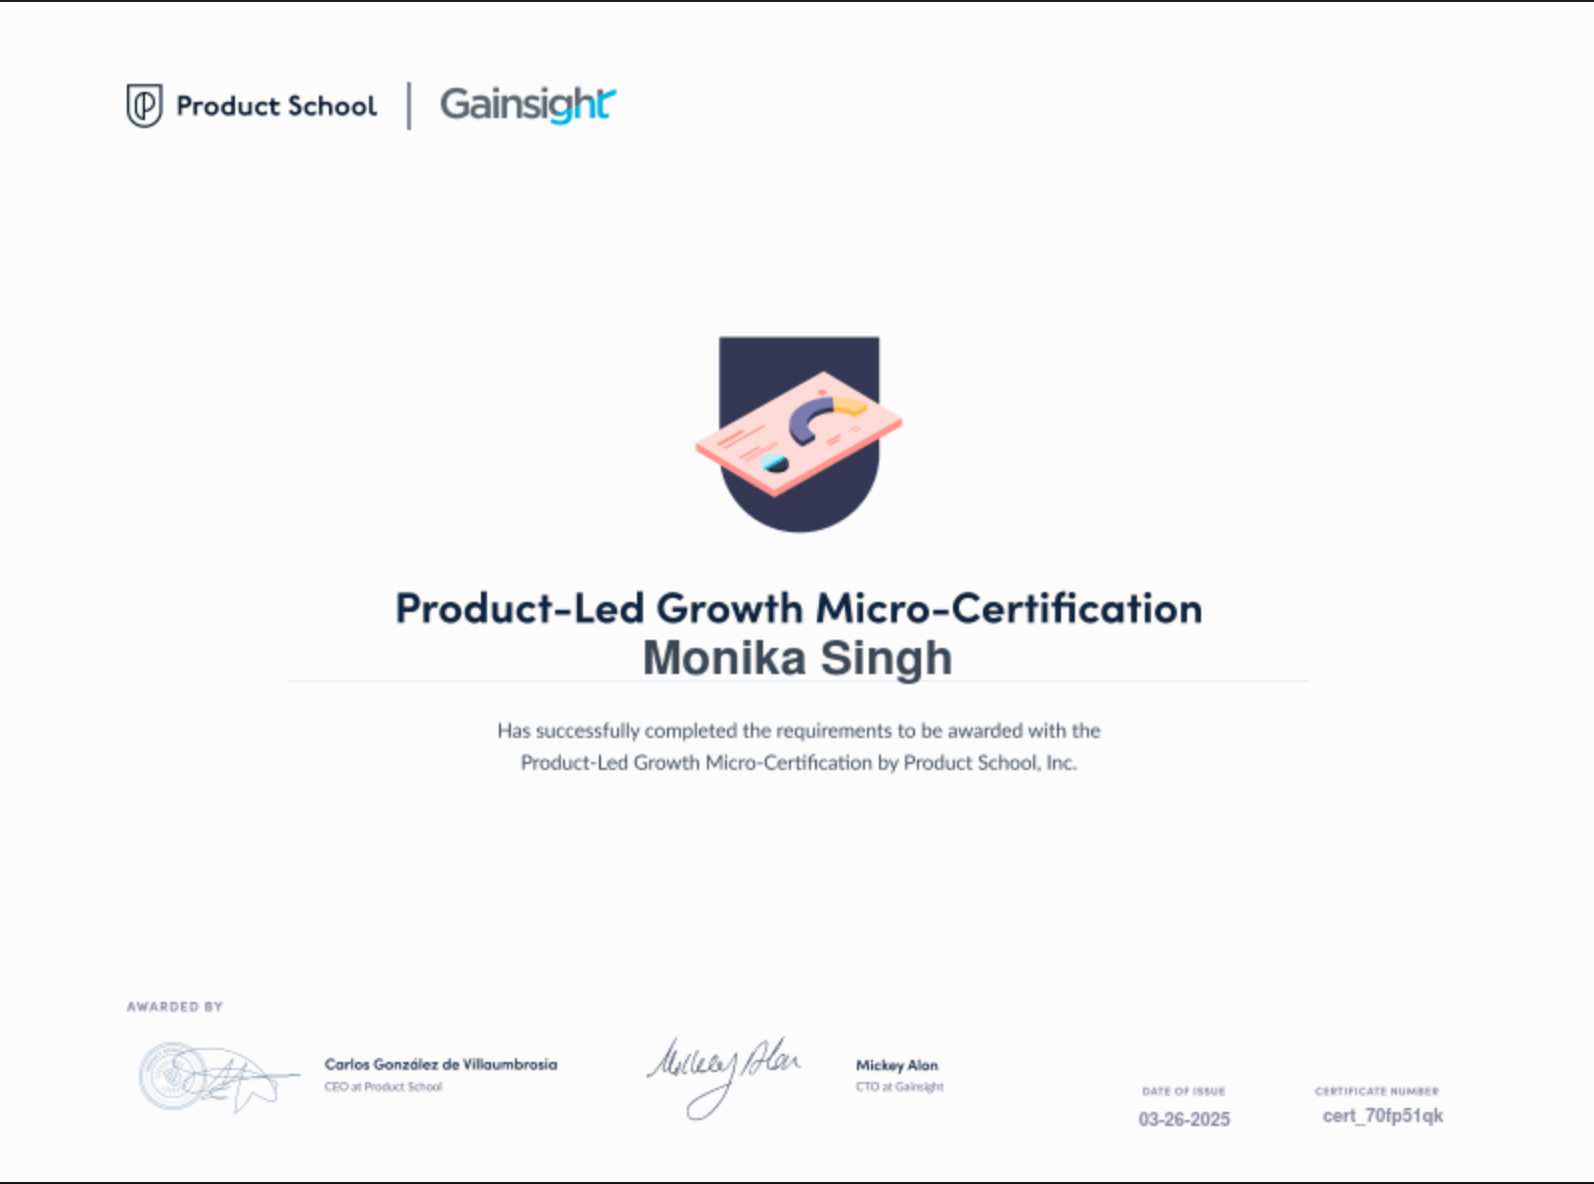 Product School | Gainsight
Product-Led Growth Micro-Certification
Monika Singh
Has successfully completed the requirements to be awarded with the
Product-Led Growth Micro-Certification by Product School, Inc.
AWARDED BY
Carlos González de Villaumbrosia
CEO at Product School
Mickey Alon
Mickey Alon
CTO at Gainsight
DATE OF ISSUE
03-26-2025
CERTIFICATE NUMBER
cert_70fp51qk